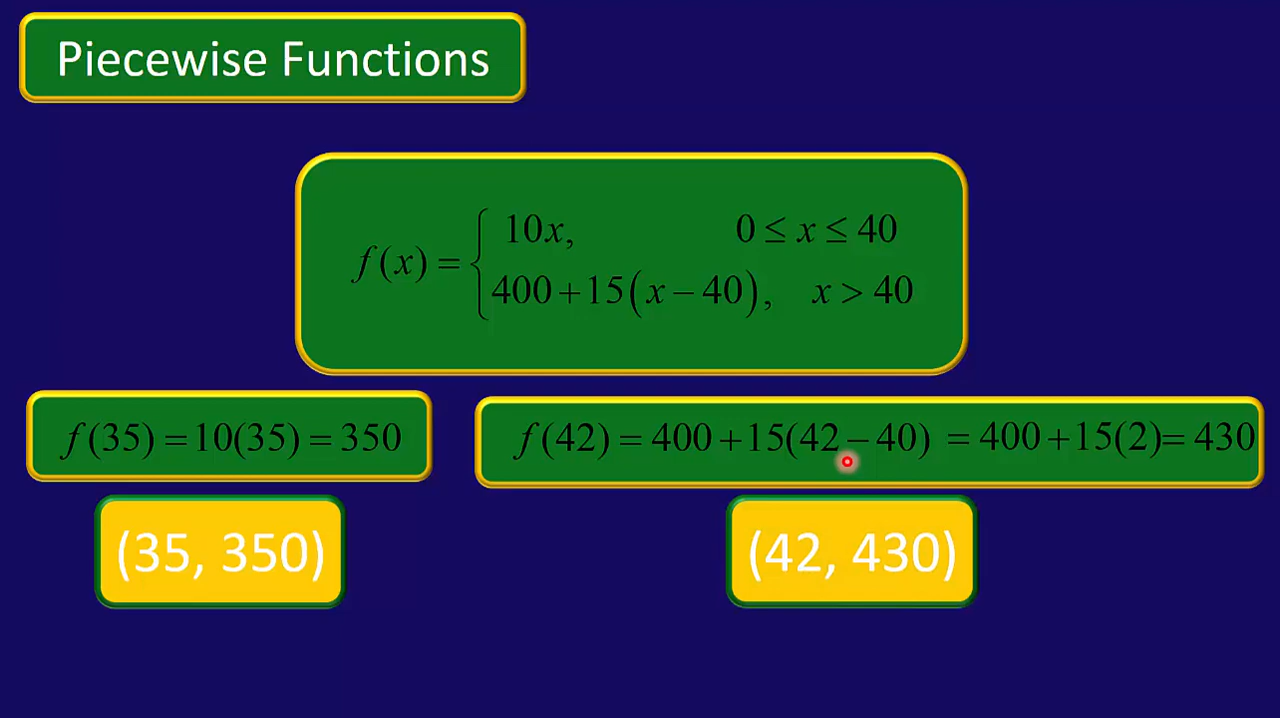 Piecewise Functions
f(x) = { 10x, 0 ≤ x ≤ 40
400 + 15(x − 40), x > 40
f(35) = 10(35) = 350
f(42) = 400 + 15(42 − 40) = 400 + 15(2) = 430
(35, 350)
(42, 430)